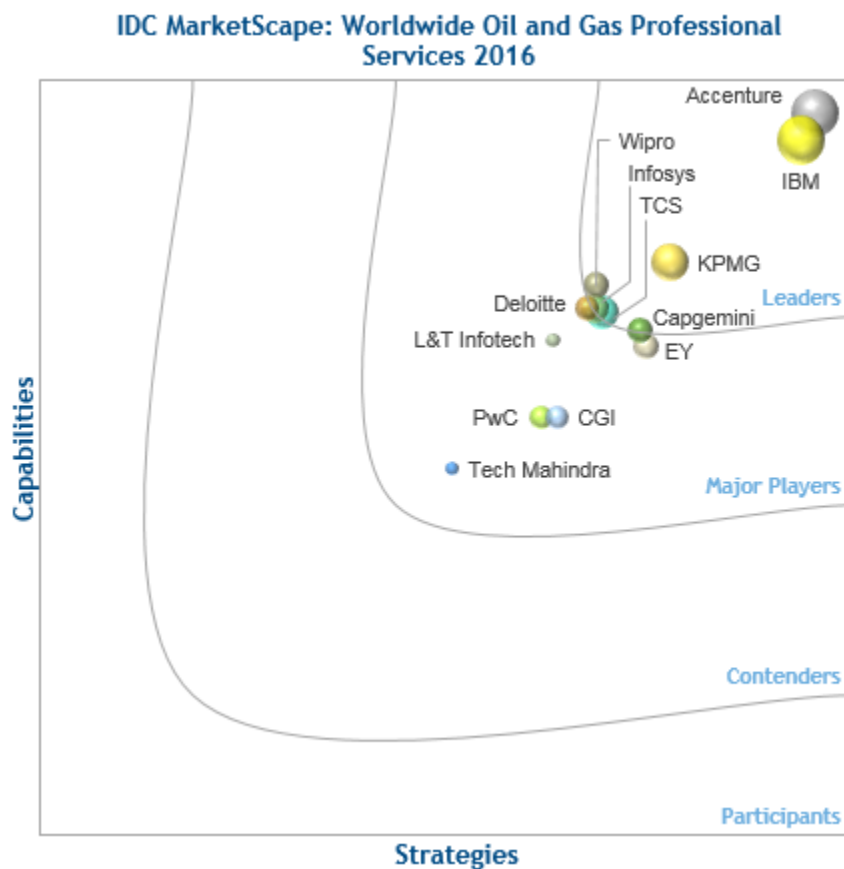 IDC MarketScape: Worldwide Oil and Gas Professional
Services 2016
Accenture
Wipro
Infosys
IBM
TCS
KPMG
Leaders
Deloitte
Capgemini
L&T Infotech
EY
PwC
CGI
Tech Mahindra
Major Players
Capabilities
Contenders
Participants
Strategies